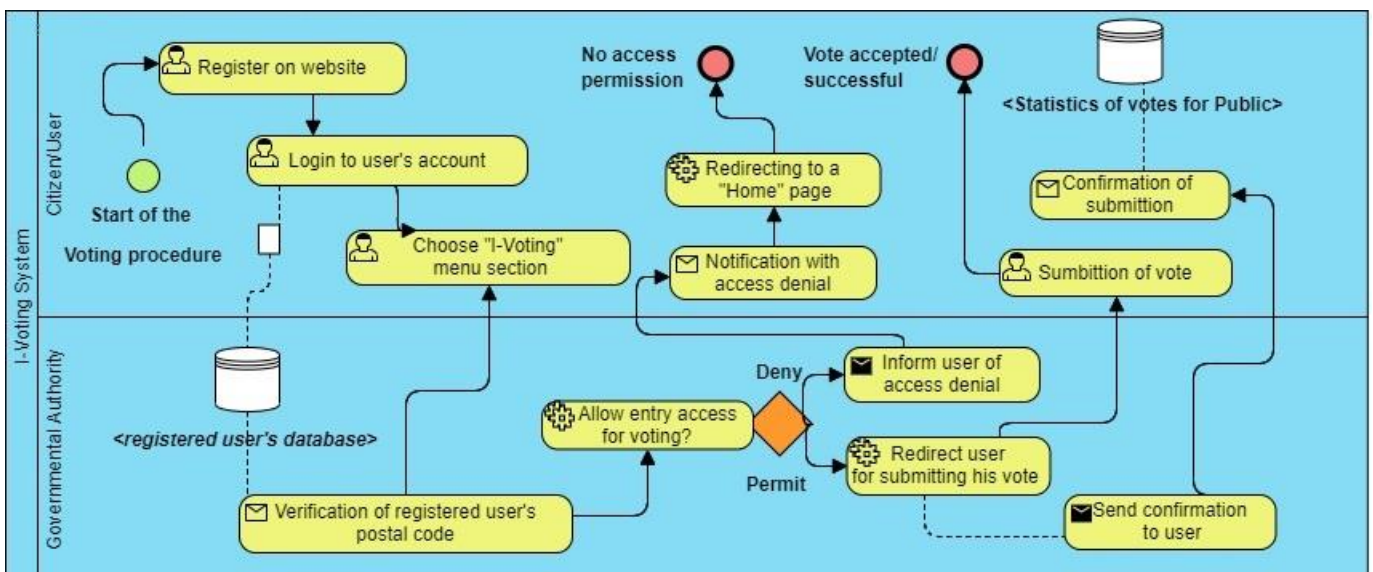 I-Voting System
Citizen/User
Register on website
Login to user's account
Start of the
Voting procedure
Choose "I-Voting"
menu section
No access
permission
Redirecting to a
"Home" page
Notification with
access denial
Vote accepted/
successful
<Statistics of votes for Public>
Confirmation of
submittion
Sumbittion of vote
Governmental Authority
<registered user's database>
Verification of registered user's
postal code
Allow entry access
for voting?
Deny
Permit
Inform user of
access denial
Redirect user
for submitting his vote
Send confirmation
to user